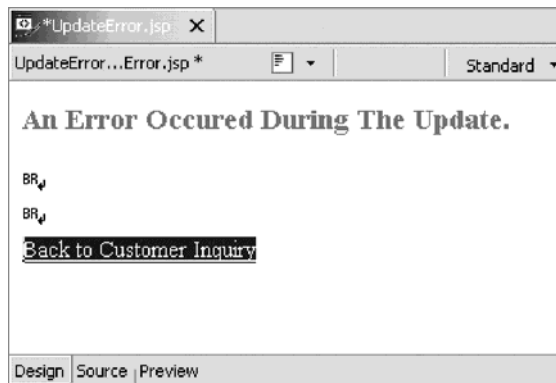 *UpdateError.jsp X
UpdateError...Error.jsp * Standard
An Error Occured During The Update.
BR
BR
Back to Customer Inquiry
Design Source Preview